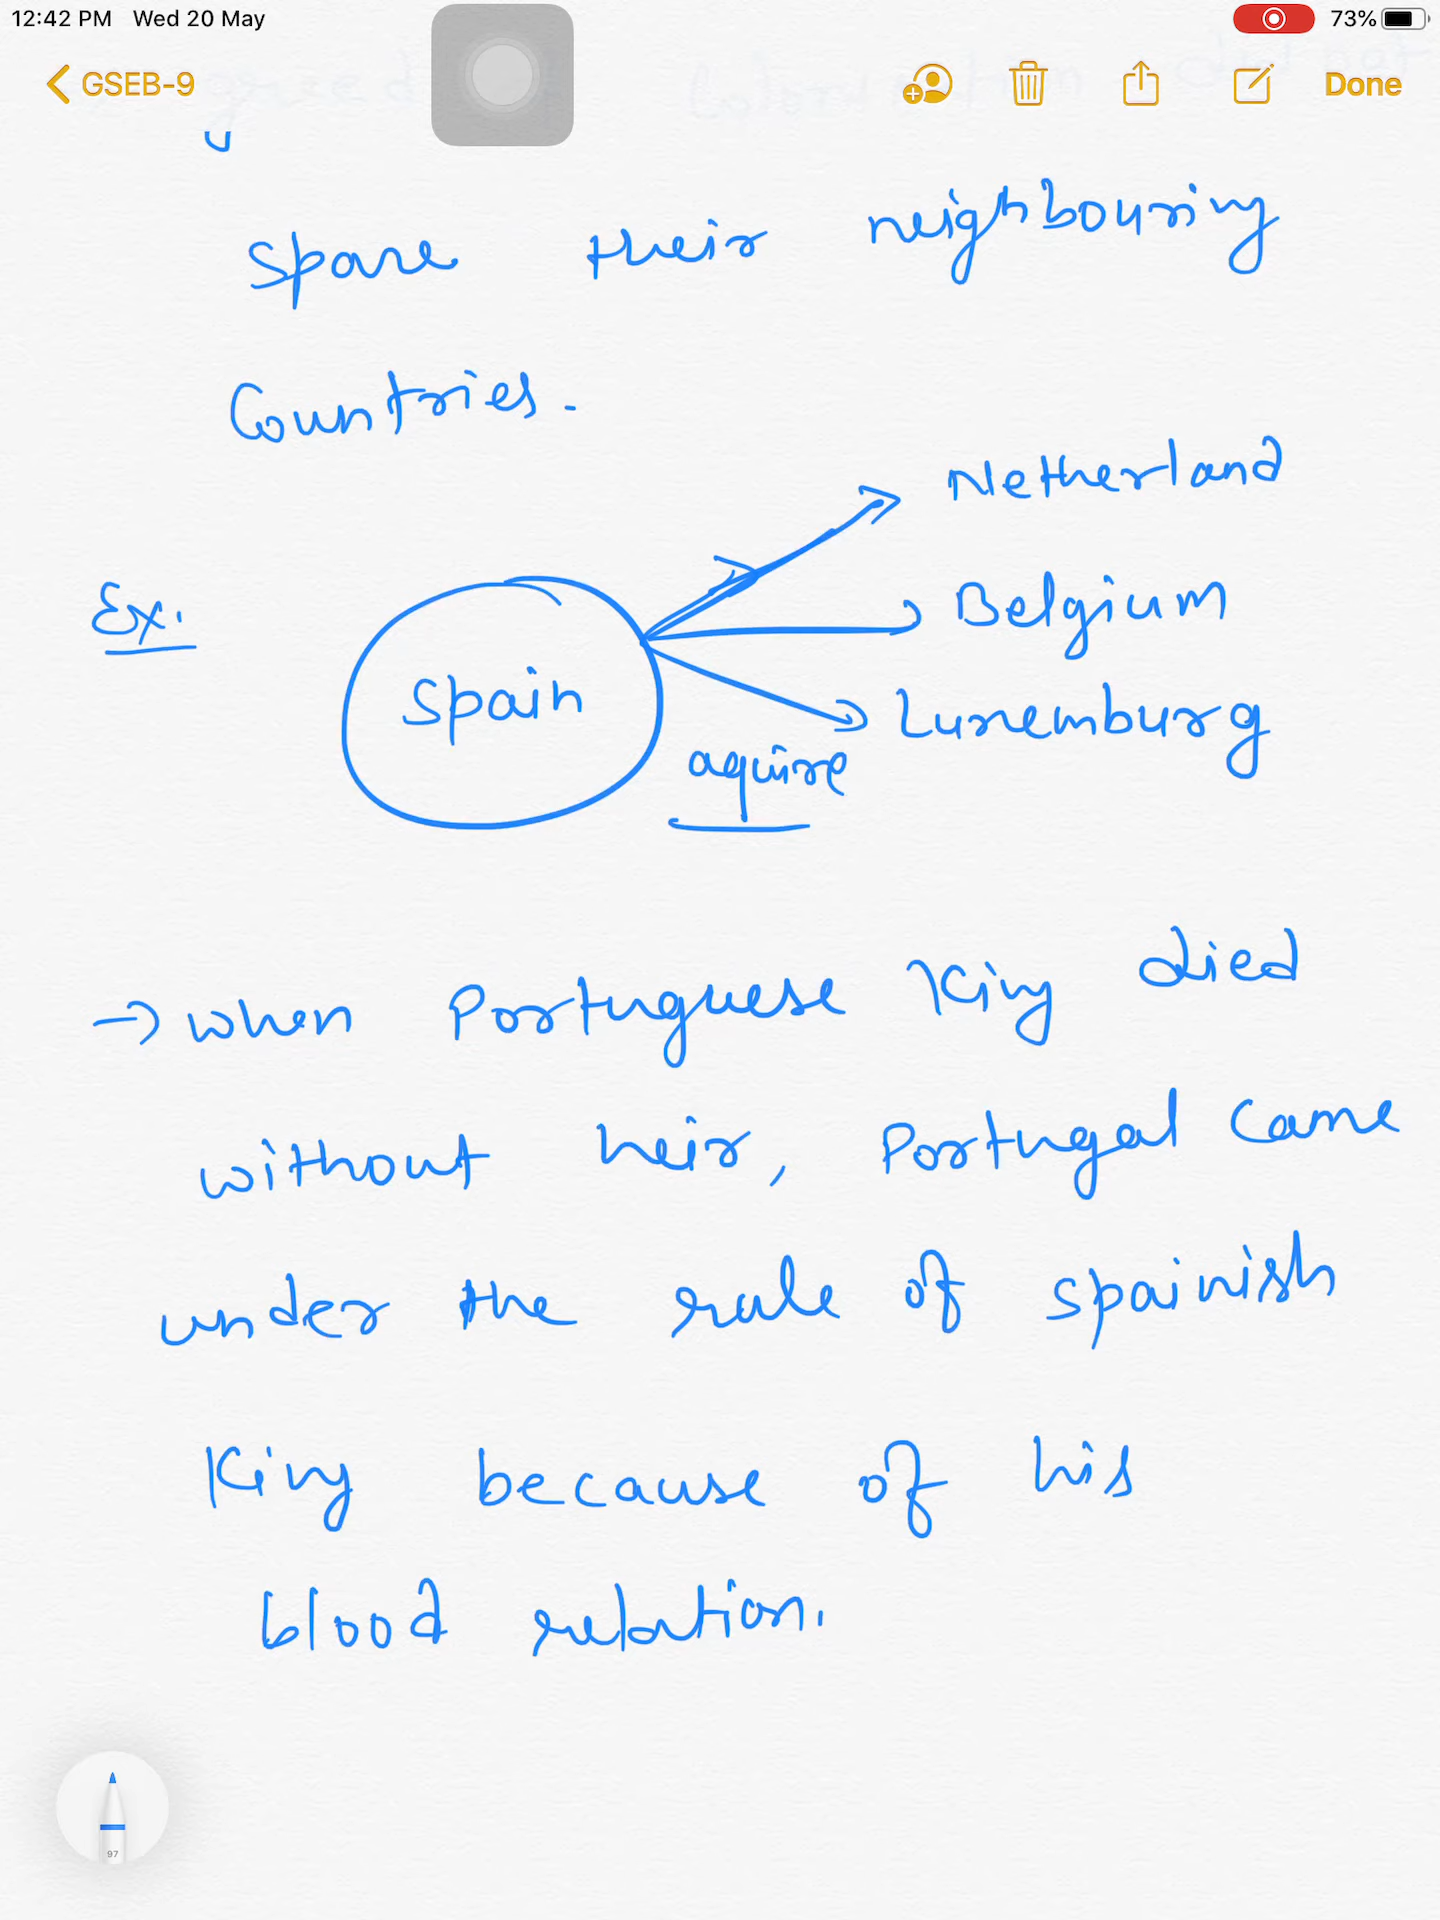 12:42 PM Wed 20 May 73%
GSEB-9 Done
spare their neighbouring
Countries.
Netherland
Ex. Belgium
Spain
Luxemburg
aquire
→ when Portuguese King died
without heir, Portugal came
under the rule of spainish
King because of his
blood relation.
97